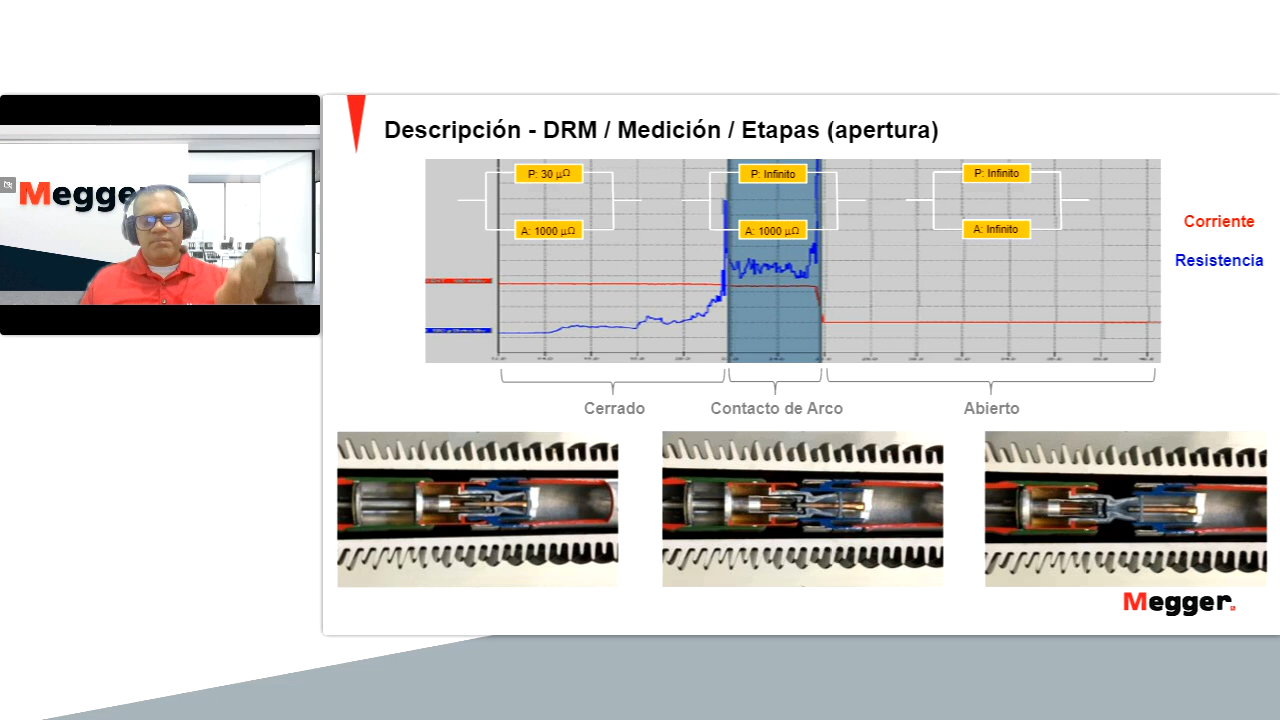 Megge
Descripción - DRM / Medición / Etapas (apertura)
P: 30 µΩ
P: Infinito
P: Infinito
A: 1000 µΩ
A: 1000 µΩ
A: Infinito
Corriente
Resistencia
Cerrado
Contacto de Arco
Abierto
Megger